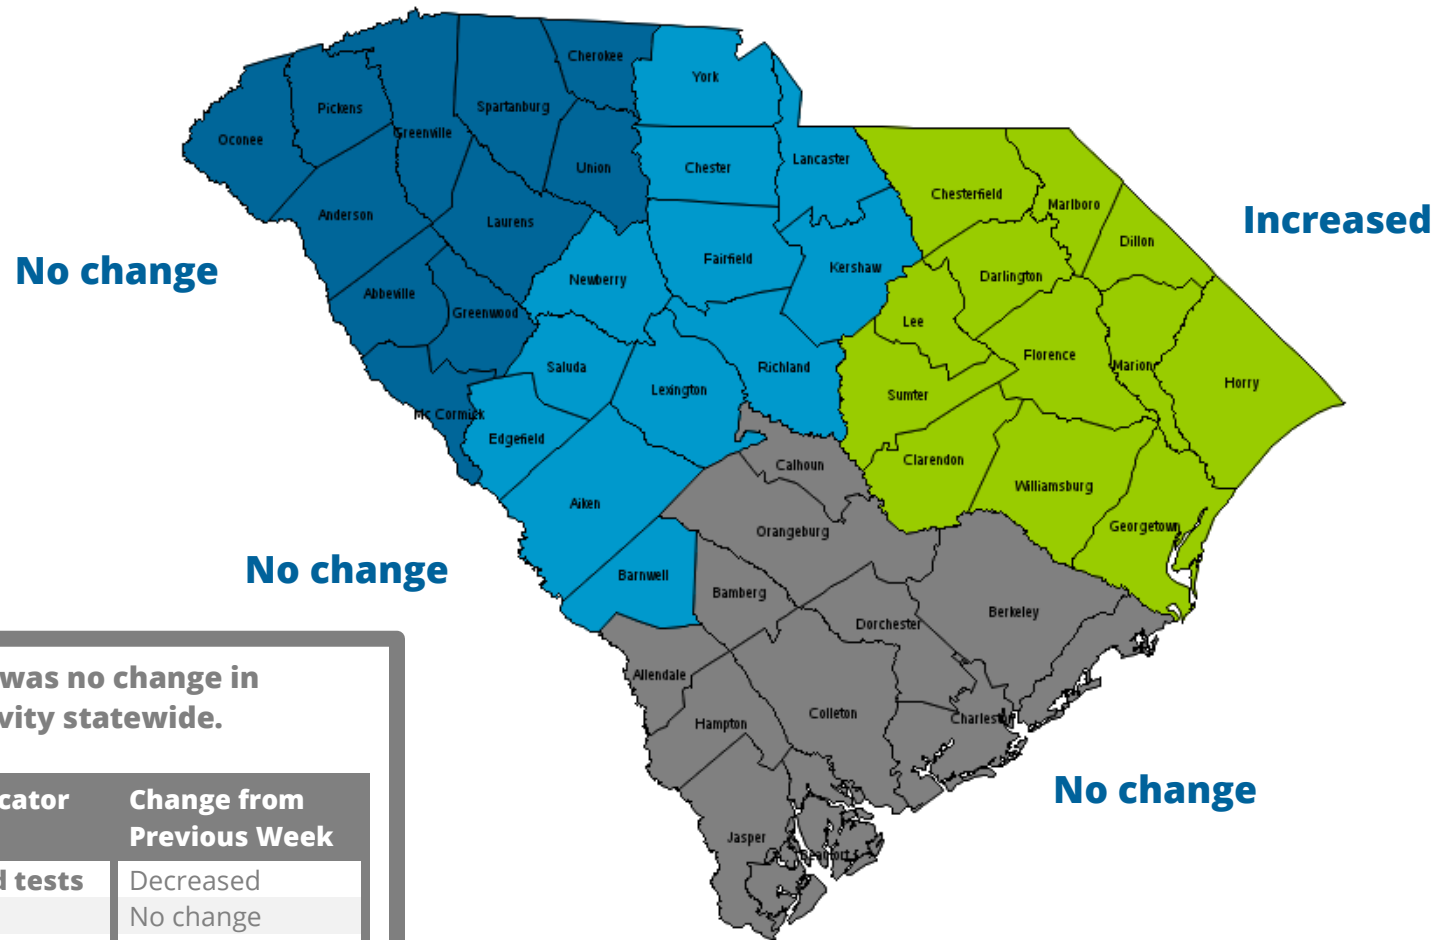 Cherokee
York
Pickens
Spartanburg
Greenville
Oconee
Union
Chester
Lancaster
Chesterfield
Marlboro
Anderson
Laurens
Increased
Dillon
No change
Fairfield
Kershaw
Newberry
Darlington
Abbeville
Greenwood
Lee
Florence
Marion
Saluda
Richland
Horry
Lexington
Sumter
Mc Cormick
Edgefield
Clarendon
Calhoun
Williamsburg
Aiken
Orangeburg
Georgetown
No change
Barnwell
Bamberg
Berkeley
Dorchester
Allendale
Colleton
Charleston
Hampton
No change
Jasper
Beaufort
was no change in
vity statewide.
cator
Change from
Previous Week
d tests
Decreased
No change